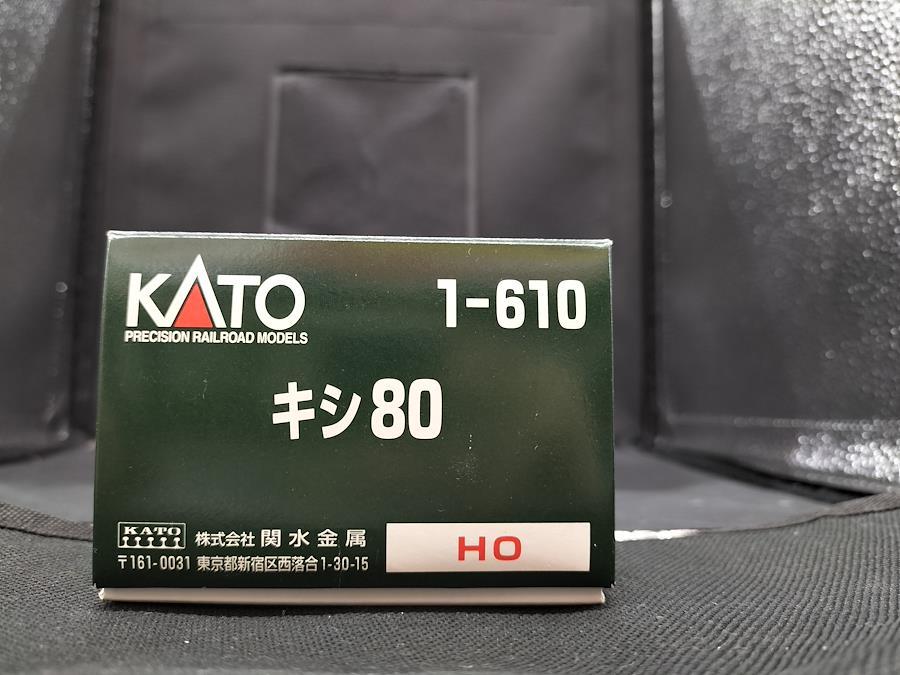 KATO 1-610
PRECISION RAILROAD MODELS
キシ80
KATO
株式会社 関水金属
〒161-0031 東京都新宿区西落合1-30-15
HO